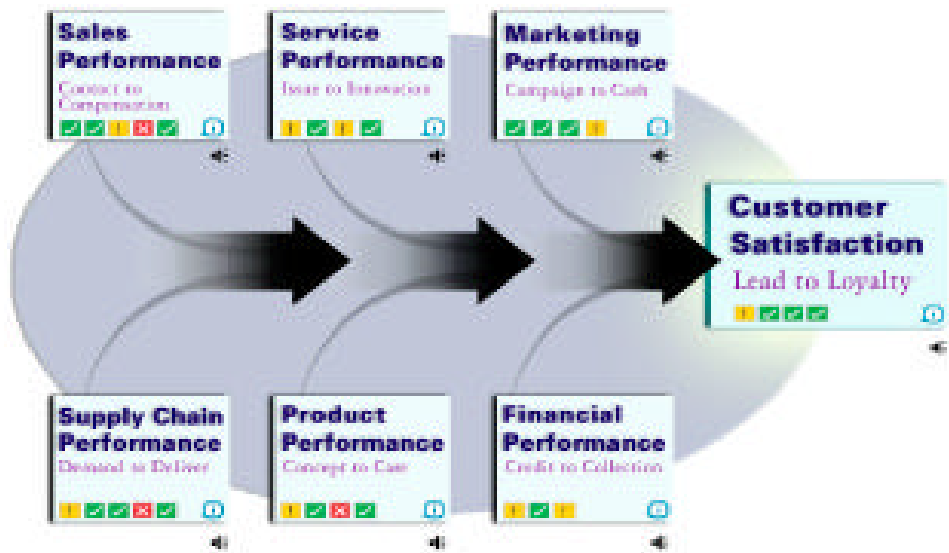 Sales
Performance
Contact to
Compensation
Service
Performance
Issue to Innovation
Marketing
Performance
Campaign to Cash
Customer
Satisfaction
Lead to Loyalty
Supply Chain
Performance
Demand to Deliver
Product
Performance
Concept to Care
Financial
Performance
Credit to Collection